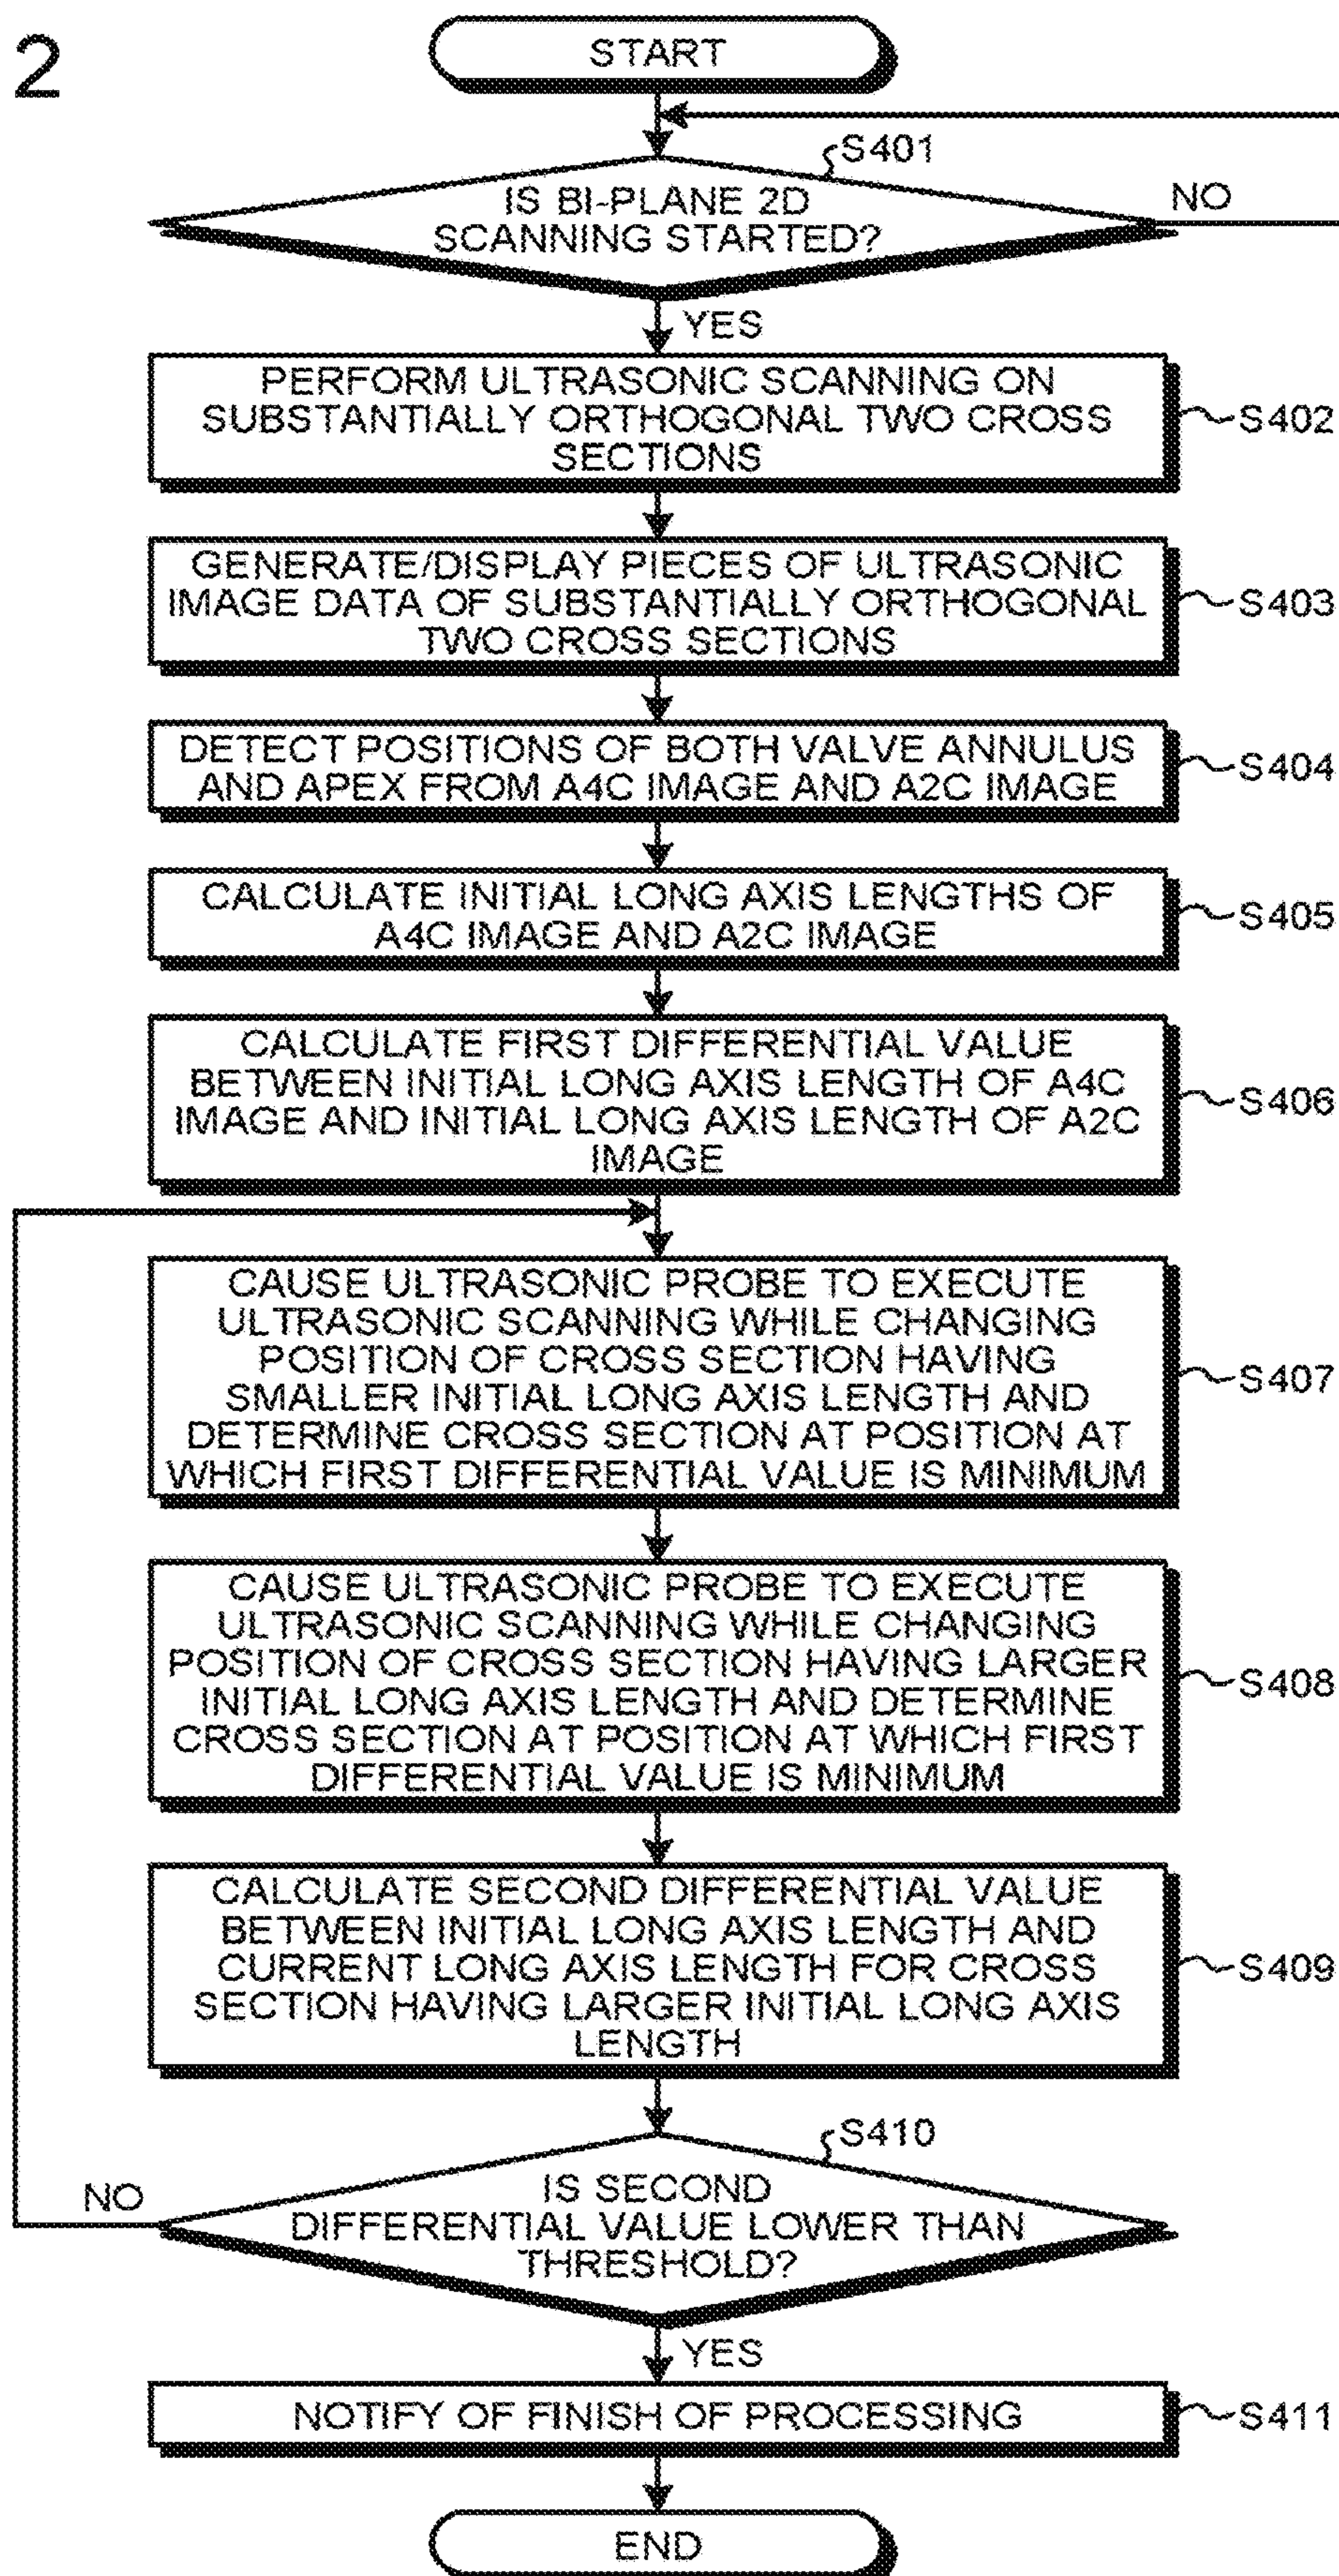 2
START
S401
IS BI-PLANE 2D
SCANNING STARTED?
NO
YES
PERFORM ULTRASONIC SCANNING ON
SUBSTANTIALLY ORTHOGONAL TWO CROSS
SECTIONS
S402
GENERATE/DISPLAY PIECES OF ULTRASONIC
IMAGE DATA OF SUBSTANTIALLY ORTHOGONAL
TWO CROSS SECTIONS
S403
DETECT POSITIONS OF BOTH VALVE ANNULUS
AND APEX FROM A4C IMAGE AND A2C IMAGE
S404
CALCULATE INITIAL LONG AXIS LENGTHS OF
A4C IMAGE AND A2C IMAGE
S405
CALCULATE FIRST DIFFERENTIAL VALUE
BETWEEN INITIAL LONG AXIS LENGTH OF A4C
IMAGE AND INITIAL LONG AXIS LENGTH OF A2C
IMAGE
S406
CAUSE ULTRASONIC PROBE TO EXECUTE
ULTRASONIC SCANNING WHILE CHANGING
POSITION OF CROSS SECTION HAVING
SMALLER INITIAL LONG AXIS LENGTH AND
DETERMINE CROSS SECTION AT POSITION AT
WHICH FIRST DIFFERENTIAL VALUE IS MINIMUM
S407
CAUSE ULTRASONIC PROBE TO EXECUTE
ULTRASONIC SCANNING WHILE CHANGING
POSITION OF CROSS SECTION HAVING LARGER
INITIAL LONG AXIS LENGTH AND DETERMINE
CROSS SECTION AT POSITION AT WHICH FIRST
DIFFERENTIAL VALUE IS MINIMUM
S408
CALCULATE SECOND DIFFERENTIAL VALUE
BETWEEN INITIAL LONG AXIS LENGTH AND
CURRENT LONG AXIS LENGTH FOR CROSS
SECTION HAVING LARGER INITIAL LONG AXIS
LENGTH
S409
S410
IS SECOND
DIFFERENTIAL VALUE LOWER THAN
THRESHOLD?
NO
YES
NOTIFY OF FINISH OF PROCESSING
S411
END